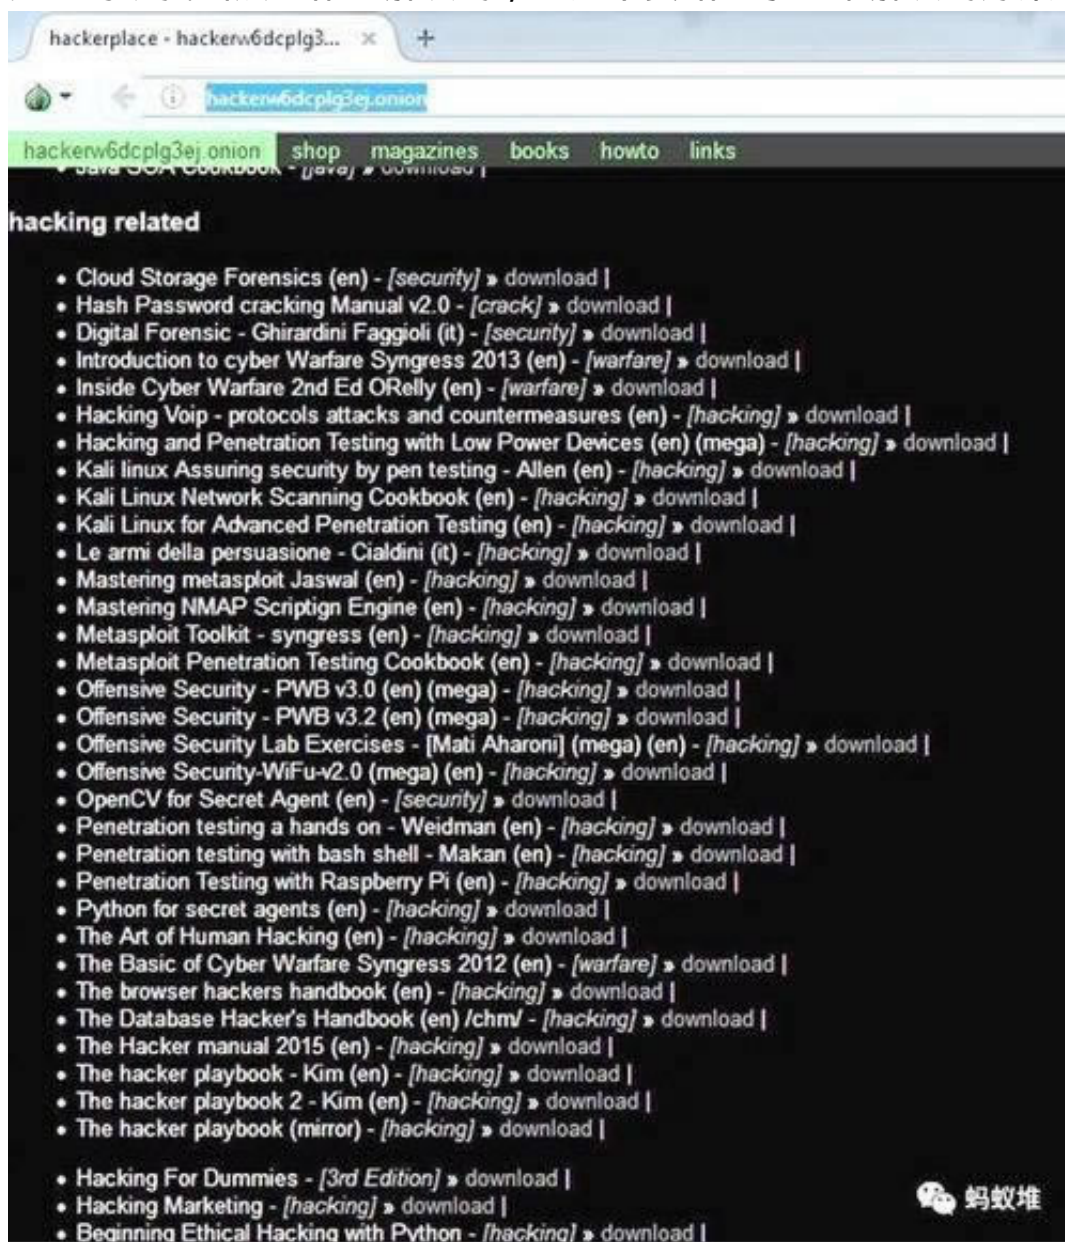 hackerplace - hackerw6dcplg3...
hackerw6dcplg3ej.onion
hackerw6dcplg3ej.onion shop magazines books howto links
Java SOA Cookbook - [java] » download |
hacking related
• Cloud Storage Forensics (en) - [security] » download |
• Hash Password cracking Manual v2.0 - [crack] » download |
• Digital Forensic - Ghirardini Faggioli (it) - [security] » download |
• Introduction to cyber Warfare Syngress 2013 (en) - [warfare] » download |
• Inside Cyber Warfare 2nd Ed ORelly (en) - [warfare] » download |
• Hacking Voip - protocols attacks and countermeasures (en) - [hacking] » download |
• Hacking and Penetration Testing with Low Power Devices (en) (mega) - [hacking] » download |
• Kali linux Assuring security by pen testing - Allen (en) - [hacking] » download |
• Kali Linux Network Scanning Cookbook (en) - [hacking] » download |
• Kali Linux for Advanced Penetration Testing (en) - [hacking] » download |
• Le armi della persuasione - Cialdini (it) - [hacking] » download |
• Mastering metasploit Jaswal (en) - [hacking] » download |
• Mastering NMAP Scriptign Engine (en) - [hacking] » download |
• Metasploit Toolkit - syngress (en) - [hacking] » download |
• Metasploit Penetration Testing Cookbook (en) - [hacking] » download |
• Offensive Security - PWB v3.0 (en) (mega) - [hacking] » download |
• Offensive Security - PWB v3.2 (en) (mega) - [hacking] » download |
• Offensive Security Lab Exercises - [Mati Aharoni] (mega) (en) - [hacking] » download |
• Offensive Security-WiFu-v2.0 (mega) (en) - [hacking] » download |
• OpenCV for Secret Agent (en) - [security] » download |
• Penetration testing a hands on - Weidman (en) - [hacking] » download |
• Penetration testing with bash shell - Makan (en) - [hacking] » download |
• Penetration Testing with Raspberry Pi (en) - [hacking] » download |
• Python for secret agents (en) - [hacking] » download |
• The Art of Human Hacking (en) - [hacking] » download |
• The Basic of Cyber Warfare Syngress 2012 (en) - [warfare] » download |
• The browser hackers handbook (en) - [hacking] » download |
• The Database Hacker's Handbook (en) /chm/ - [hacking] » download |
• The Hacker manual 2015 (en) - [hacking] » download |
• The hacker playbook - Kim (en) - [hacking] » download |
• The hacker playbook 2 - Kim (en) - [hacking] » download |
• The hacker playbook (mirror) - [hacking] » download |
• Hacking For Dummies - [3rd Edition] » download |
• Hacking Marketing - [hacking] » download |
• Beginning Ethical Hacking with Python - [hacking] » download |
蚂蚁堆